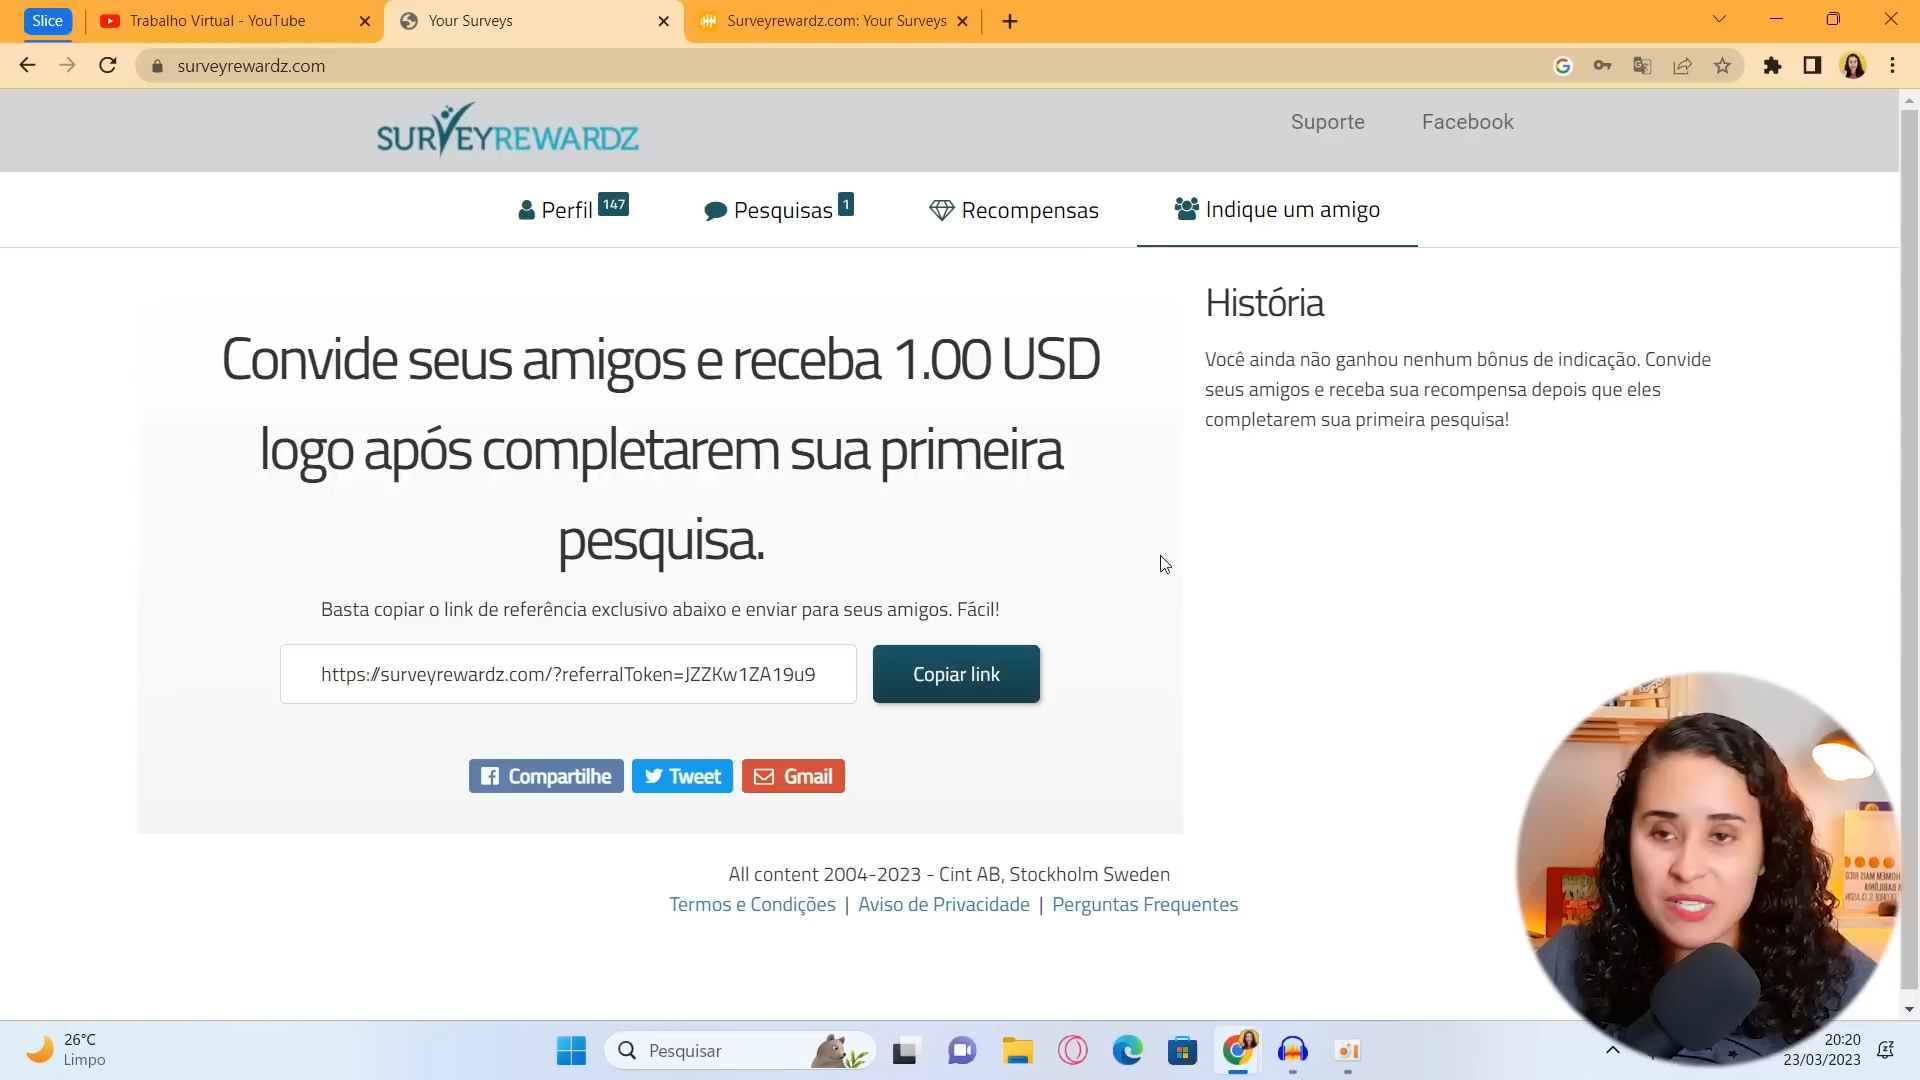 Slice
Trabalho Virtual - YouTube
Your Surveys
Surveyrewardz.com: Your Surveys
surveyrewardz.com
SURVEYREWARDZ
Suporte
Facebook
Perfil 147
Pesquisas 1
Recompensas
Indique um amigo
Convide seus amigos e receba 1.00 USD
logo após completarem sua primeira
pesquisa.
Basta copiar o link de referência exclusivo abaixo e enviar para seus amigos. Fácil!
https://surveyrewardz.com/?referralToken=JZZKw1ZA19u9
Copiar link
Compartilhe
Tweet
Gmail
História
Você ainda não ganhou nenhum bônus de indicação. Convide
seus amigos e receba sua recompensa depois que eles
completarem sua primeira pesquisa!
All content 2004-2023 - Cint AB, Stockholm Sweden
Termos e Condições | Aviso de Privacidade | Perguntas Frequentes
26°C
Limpo
Pesquisar
20:20
23/03/2023